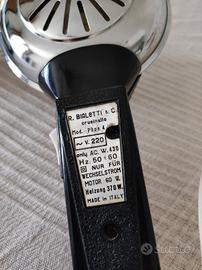 R. BIALETTI & C.
crusinallo
Mod. Phon 4
~ V. 220
only A.C. W. 430
Hz. 50÷60
NUR FÜR
WECHSELSTROM
MOTOR 60 W.
Heizung 370 W.
MADE in ITALY
subito